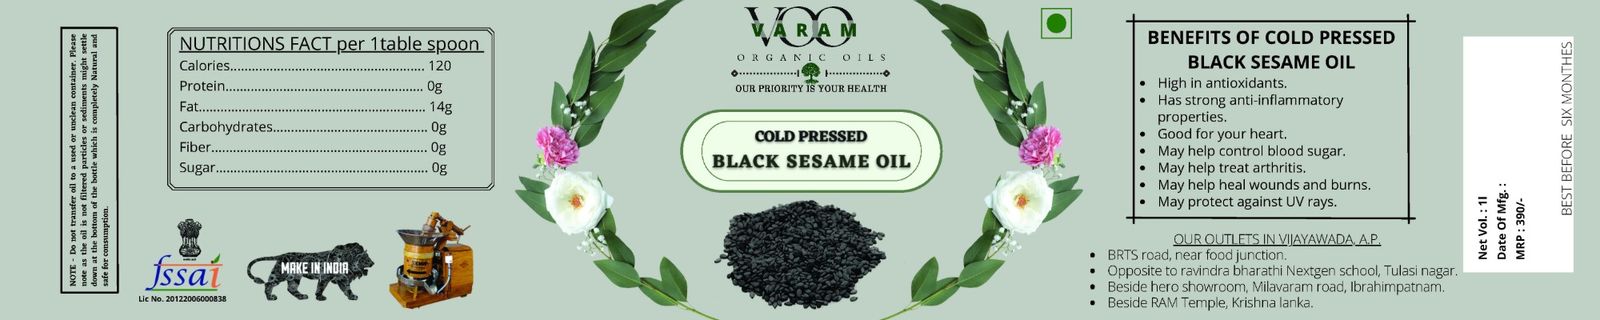 NOTE - Do not transfer oil to a used or unclean container. Please
note as the oil is not filtered particles or sediments might settle
down at the bottom of the bottle which is completely Natural and
safe for consumption.
NUTRITIONS FACT per 1table spoon
Calories............................................... 120
Protein............................................... 0g
Fat....................................................... 14g
Carbohydrates..................................... 0g
Fiber.................................................... 0g
Sugar................................................... 0g
fssai
Lic No. 20122006000838
MAKE IN INDIA
VOO
VARAM
ORGANIC OILS
OUR PRIORITY IS YOUR HEALTH
COLD PRESSED
BLACK SESAME OIL
BENEFITS OF COLD PRESSED
BLACK SESAME OIL
• High in antioxidants.
• Has strong anti-inflammatory
properties.
• Good for your heart.
• May help control blood sugar.
• May help treat arthritis.
• May help heal wounds and burns.
• May protect against UV rays.
OUR OUTLETS IN VIJAYAWADA, A.P.
• BRTS road, near food junction.
• Opposite to ravindra bharathi Nextgen school, Tulasi nagar.
• Beside hero showroom, Milavaram road, Ibrahimpatnam.
• Beside RAM Temple, Krishna lanka.
Net Vol. : 1l
Date Of Mfg. :
MRP : 390/-
BEST BEFORE SIX MONTHES